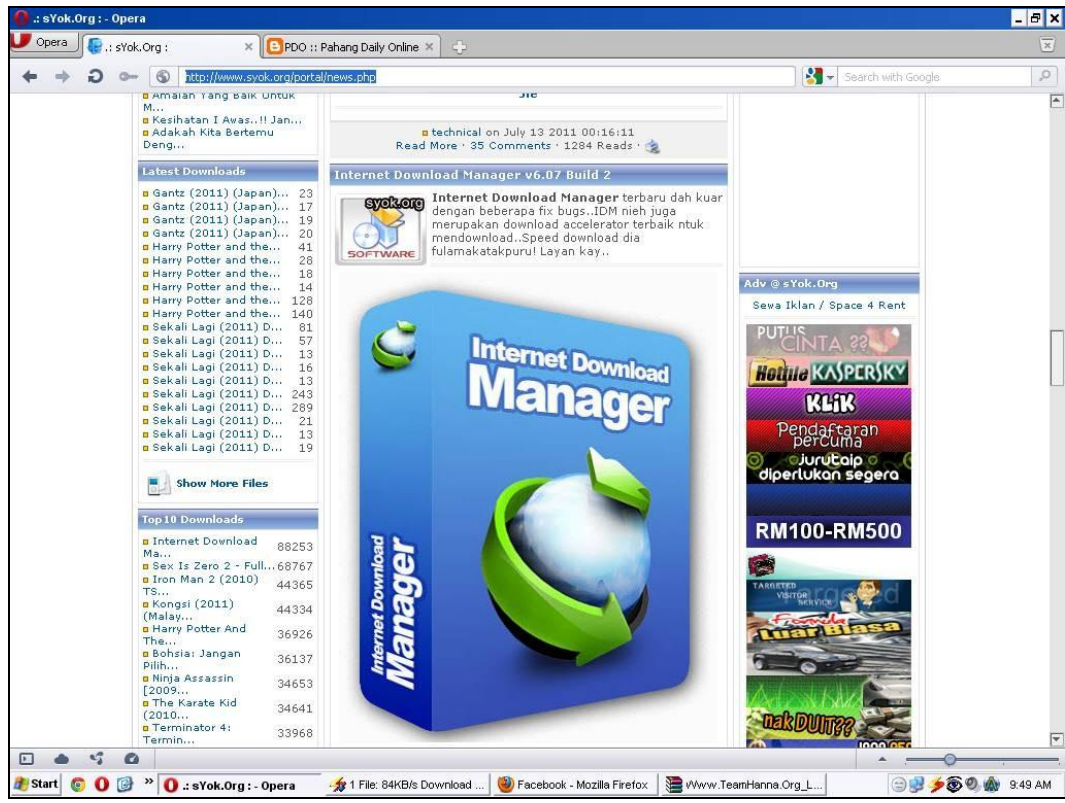 .: sYok.Org : - Opera
Opera
.: sYok.Org :
PDO :: Pahang Daily Online
http://www.syok.org/portal/news.php
Search with Google
Amalan Yang Baik Untuk
M...
Kesihatan I Awas..!! Jan...
Adakah Kita Bertemu
Deng...
Latest Downloads
Gantz (2011) (Japan)... 23
Gantz (2011) (Japan)... 17
Gantz (2011) (Japan)... 19
Gantz (2011) (Japan)... 20
Harry Potter and the... 41
Harry Potter and the... 28
Harry Potter and the... 18
Harry Potter and the... 14
Harry Potter and the... 128
Harry Potter and the... 140
Sekali Lagi (2011) D... 81
Sekali Lagi (2011) D... 57
Sekali Lagi (2011) D... 13
Sekali Lagi (2011) D... 16
Sekali Lagi (2011) D... 13
Sekali Lagi (2011) D... 243
Sekali Lagi (2011) D... 289
Sekali Lagi (2011) D... 21
Sekali Lagi (2011) D... 13
Sekali Lagi (2011) D... 19
Show More Files
Top 10 Downloads
Internet Download
Ma... 88253
Sex Is Zero 2 - Full... 68767
Iron Man 2 (2010)
TS... 44365
Kongsi (2011)
(Malay... 44334
Harry Potter And
The... 36926
Bohsia: Jangan
Pilih... 36137
Ninja Assassin
[2009... 34653
The Karate Kid
(2010... 34641
Terminator 4:
Termin... 33968
technical on July 13 2011 00:16:11
Read More · 35 Comments · 1284 Reads ·
Internet Download Manager v6.07 Build 2
syok.org
SOFTWARE
Internet Download Manager terbaru dah kuar
dengan beberapa fix bugs..IDM nieh juga
merupakan download accelerator terbaik ntuk
mendownload..Speed download dia
fulamakatakpuru! Layan kay..
Internet Download
Manager
Internet Download
Manager
Adv @ sYok.Org
Sewa Iklan / Space 4 Rent
PUTUS
CINTA ??
Hotfile KASPERSKY
KLiK
Pendaftaran
percuma
jurutaip
diperlukan segera
RM100-RM500
TARGETED
VISITOR
SERVICE
Formula
Luar Biasa
nak DUIT??
Start
.: sYok.Org : - Opera
1 File: 84KB/s Download ...
Facebook - Mozilla Firefox
Www.TeamHanna.Org_L...
9:49 AM